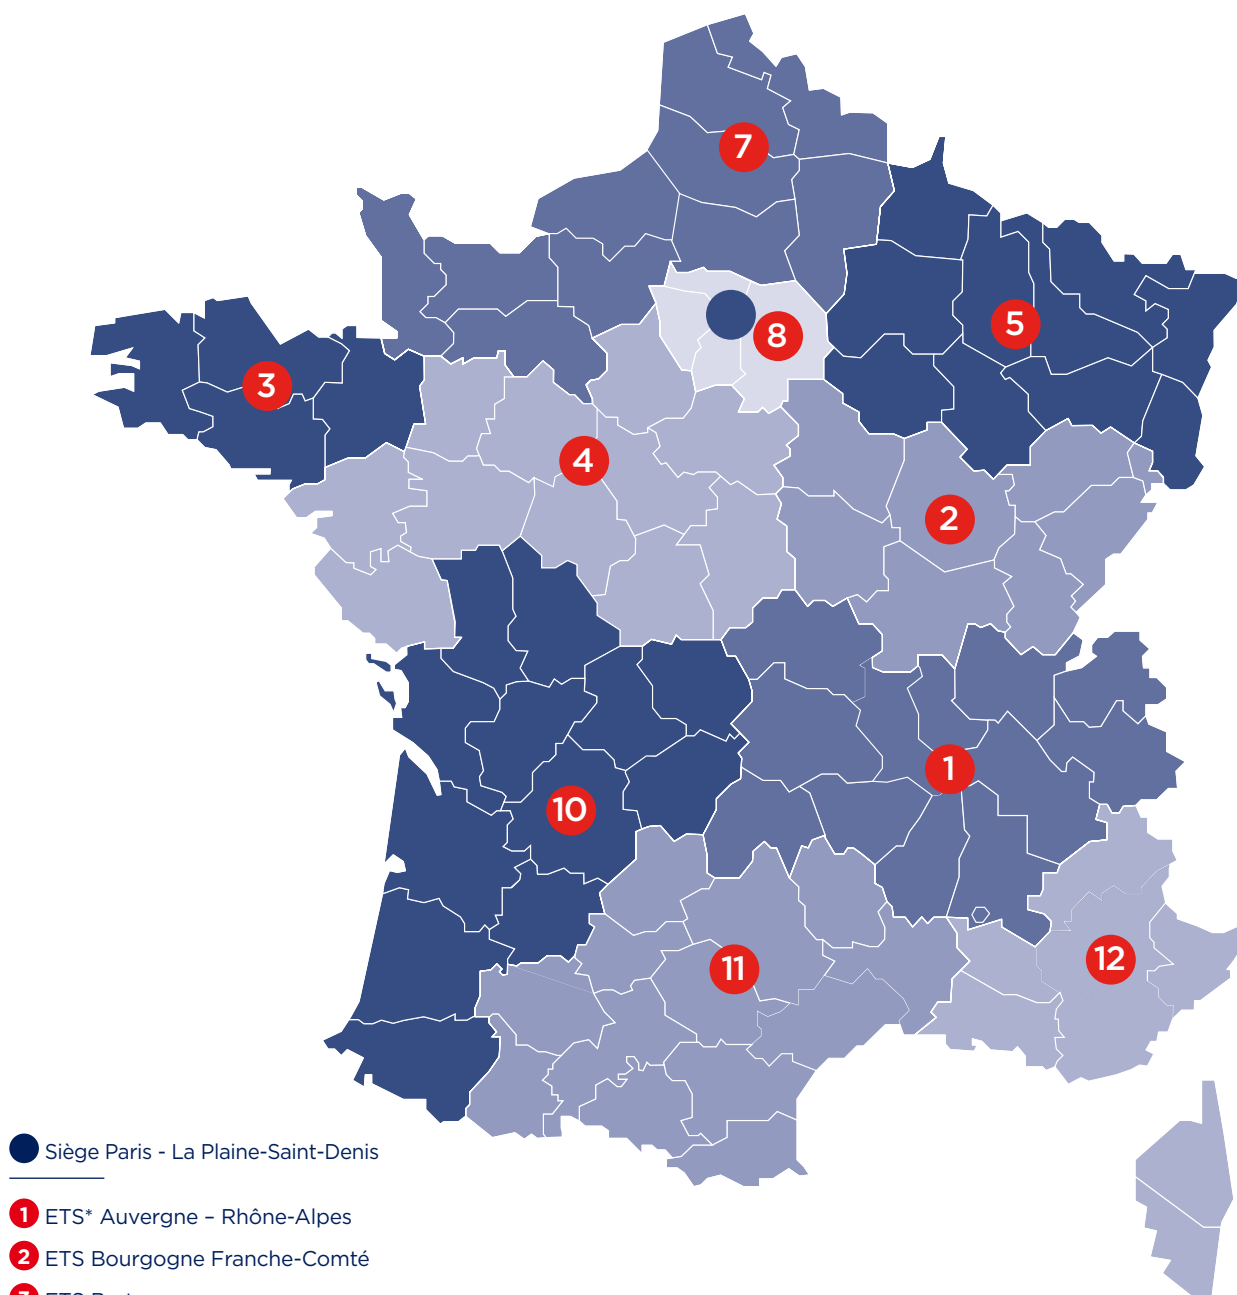 7
8
5
3
4
2
1
10
11
12
Siège Paris - La Plaine-Saint-Denis
1 ETS* Auvergne – Rhône-Alpes
2 ETS Bourgogne Franche-Comté
ETS